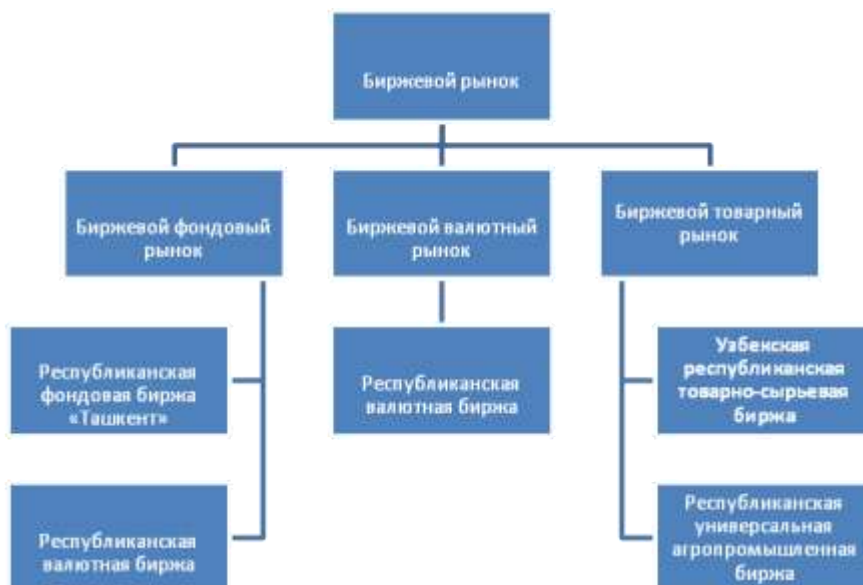 Биржевой рынок
Биржевой фондовый
рынок
Биржевой валютный
рынок
Биржевой товарный
рынок
Республиканская
фондовая биржа
«Ташкент»
Республиканская
валютная биржа
Узбекская
республиканская
товарно-сырьевая
биржа
Республиканская
валютная биржа
Республиканская
универсальная
агропромышленная
биржа